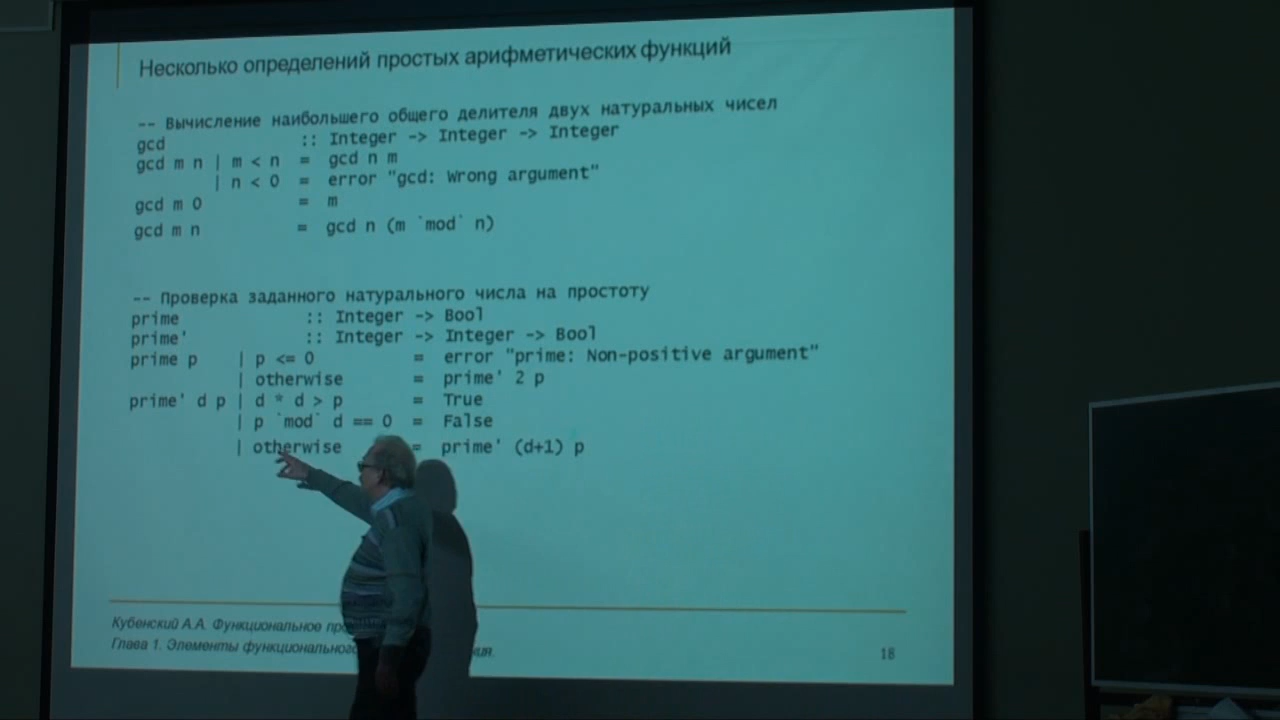 Несколько определений простых арифметических функций
-- Вычисление наибольшего общего делителя двух натуральных чисел
gcd :: Integer -> Integer -> Integer
gcd m n | m < n = gcd n m
| n < 0 = error "gcd: Wrong argument"
gcd m 0 = m
gcd m n = gcd n (m `mod` n)
-- Проверка заданного натурального числа на простоту
prime :: Integer -> Bool
prime' :: Integer -> Integer -> Bool
prime p | p <= 0 = error "prime: Non-positive argument"
| otherwise = prime' 2 p
prime' d p | d * d > p = True
| p `mod` d == 0 = False
| otherwise = prime' (d+1) p
Кубенский А.А. Функциональное
Глава 1. Элементы функционального
18